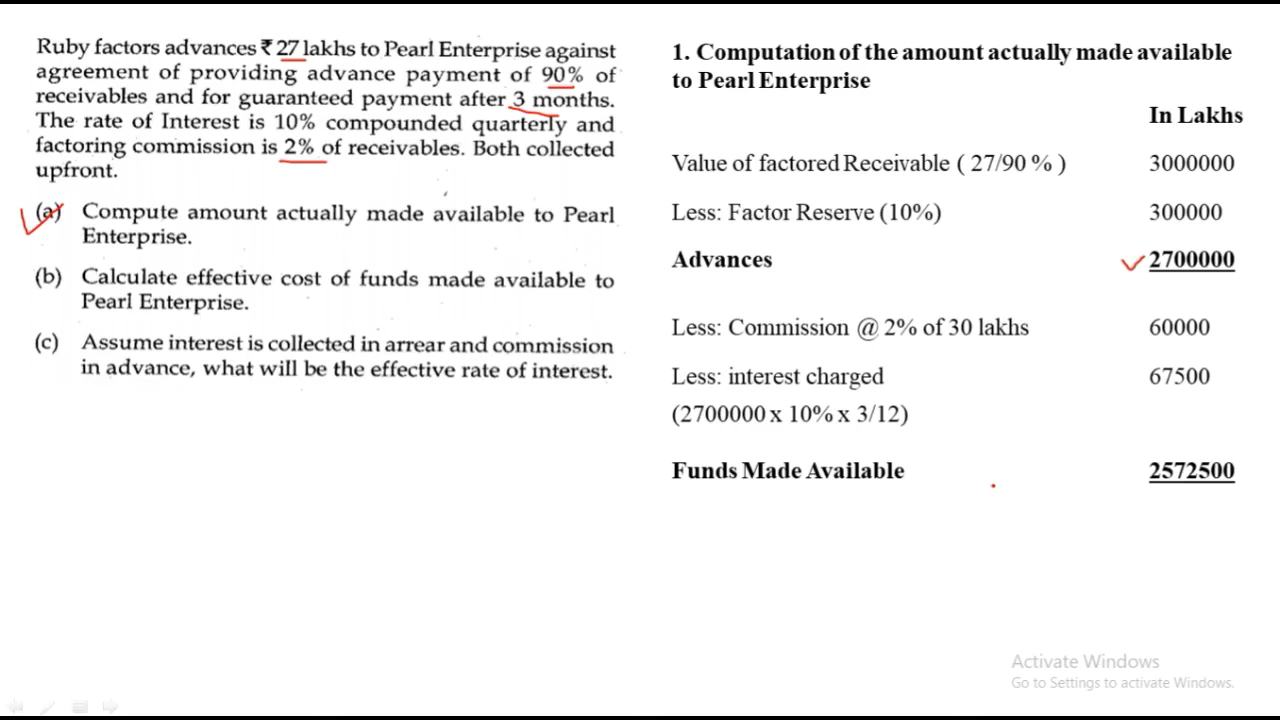 Ruby factors advances ₹ 27 lakhs to Pearl Enterprise against
agreement of providing advance payment of 90% of
receivables and for guaranteed payment after 3 months.
The rate of Interest is 10% compounded quarterly and
factoring commission is 2% of receivables. Both collected
upfront.
(a) Compute amount actually made available to Pearl
Enterprise.
(b) Calculate effective cost of funds made available to
Pearl Enterprise.
(c) Assume interest is collected in arrear and commission
in advance, what will be the effective rate of interest.
1. Computation of the amount actually made available
to Pearl Enterprise
In Lakhs
Value of factored Receivable ( 27/90 % ) 3000000
Less: Factor Reserve (10%) 300000
Advances 2700000
Less: Commission @ 2% of 30 lakhs 60000
Less: interest charged 67500
(2700000 x 10% x 3/12)
Funds Made Available 2572500
Activate Windows
Go to Settings to activate Windows.